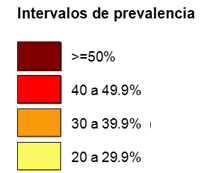 Intervalos de prevalencia
>=50%
40 a 49.9%
30 a 39.9%
20 a 29.9%